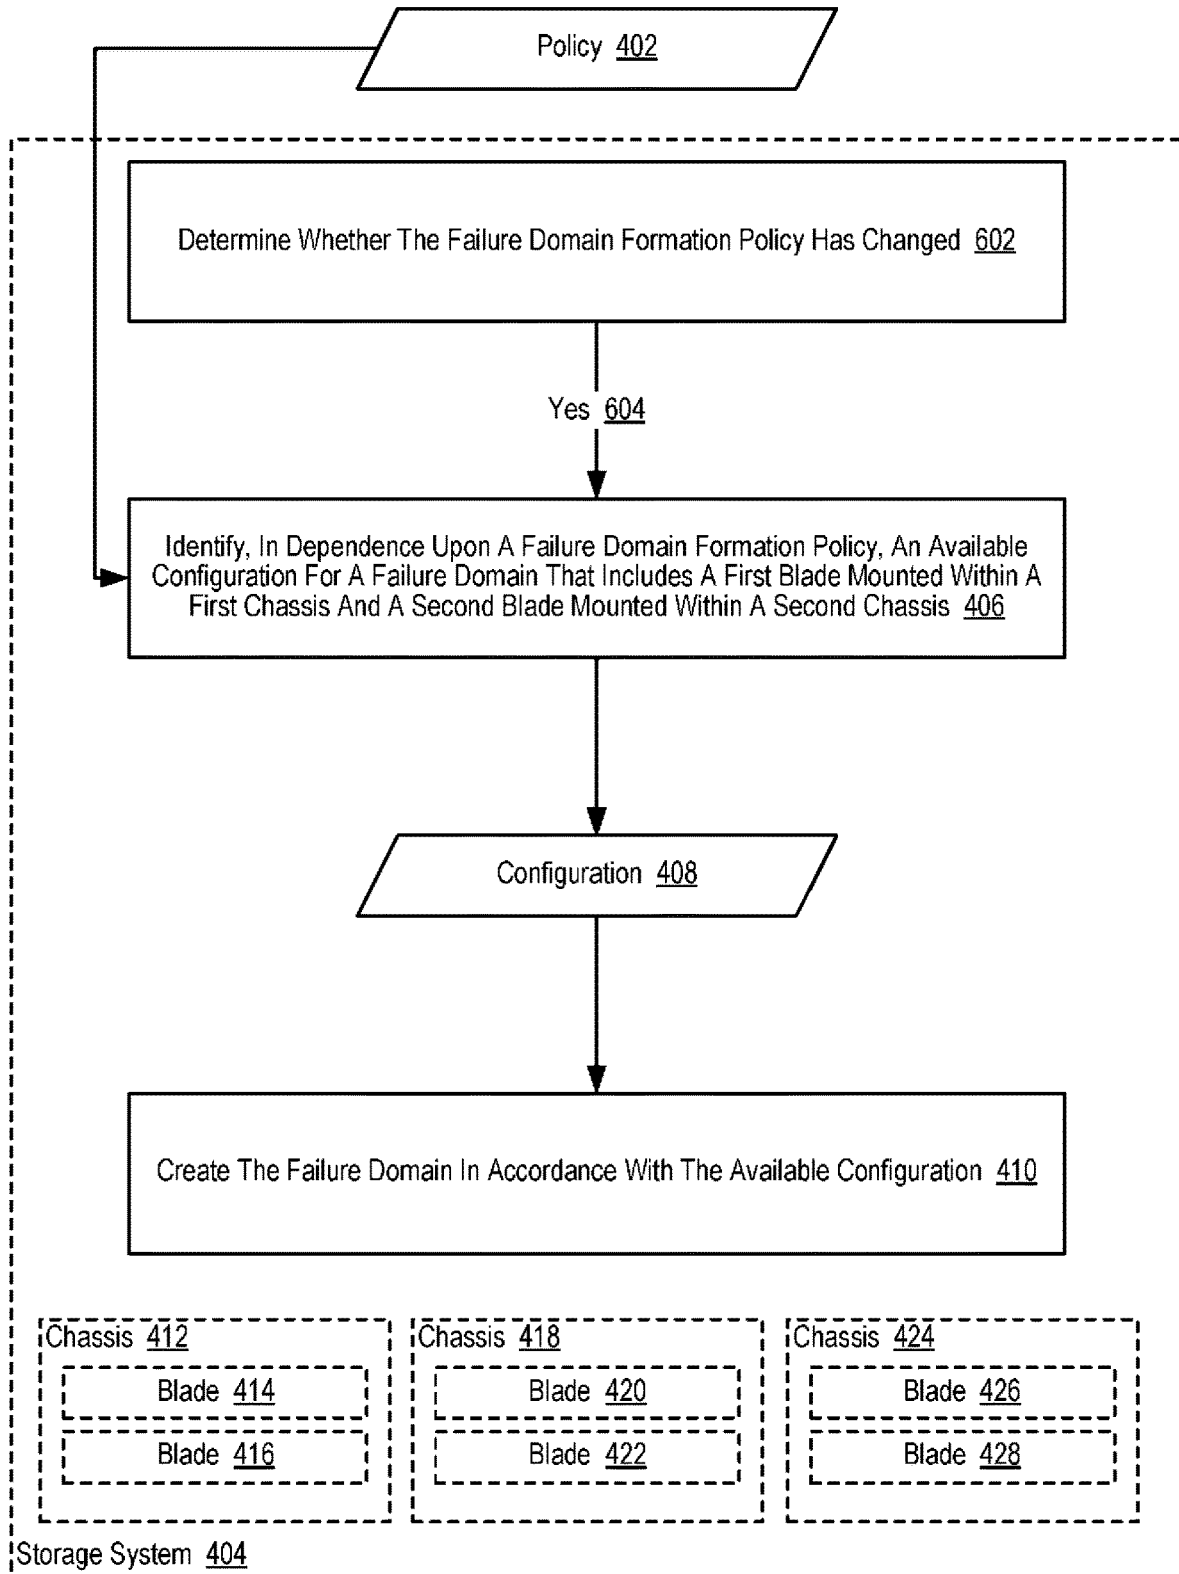 Policy 402
Determine Whether The Failure Domain Formation Policy Has Changed 602
Yes 604
Identify, In Dependence Upon A Failure Domain Formation Policy, An Available
Configuration For A Failure Domain That Includes A First Blade Mounted Within A
First Chassis And A Second Blade Mounted Within A Second Chassis 406
Configuration 408
Create The Failure Domain In Accordance With The Available Configuration 410
Chassis 412
Blade 414
Blade 416
Chassis 418
Blade 420
Blade 422
Chassis 424
Blade 426
Blade 428
Storage System 404